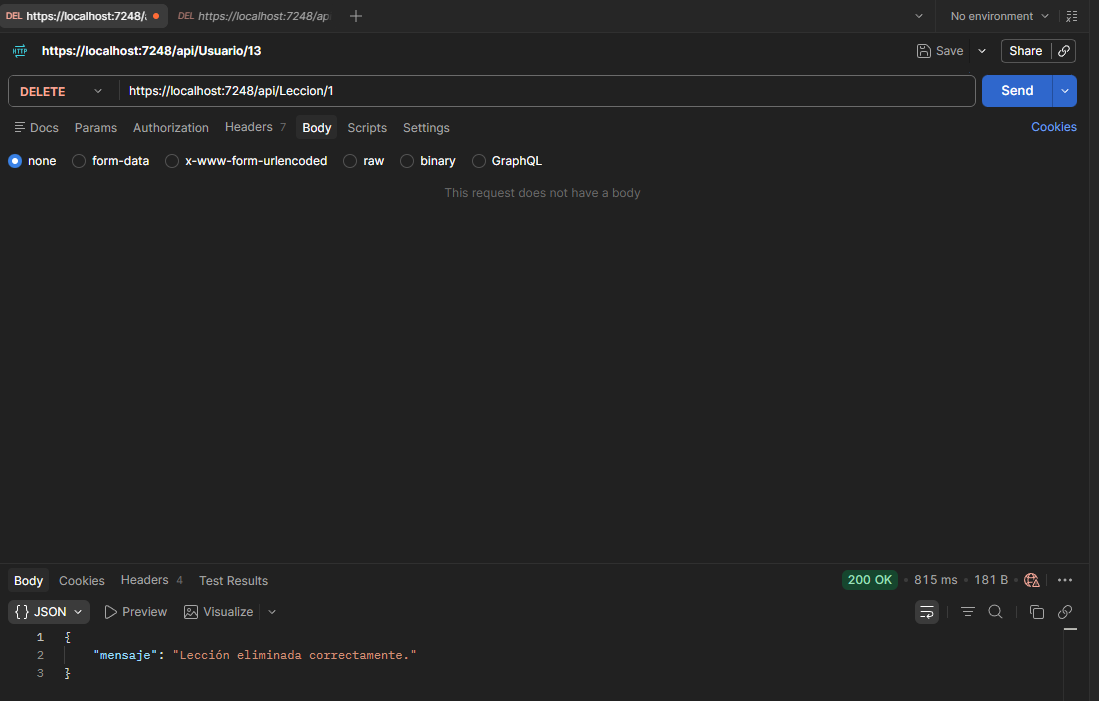 DEL https://localhost:7248/a DEL https://localhost:7248/ap No environment
HTTP https://localhost:7248/api/Usuario/13 Save Share
DELETE https://localhost:7248/api/Leccion/1 Send
Docs Params Authorization Headers 7 Body Scripts Settings Cookies
none form-data x-www-form-urlencoded raw binary GraphQL
This request does not have a body
Body Cookies Headers 4 Test Results 200 OK • 815 ms • 181 B •
{} JSON Preview Visualize
1 {
2 "mensaje": "Lección eliminada correctamente."
3 }